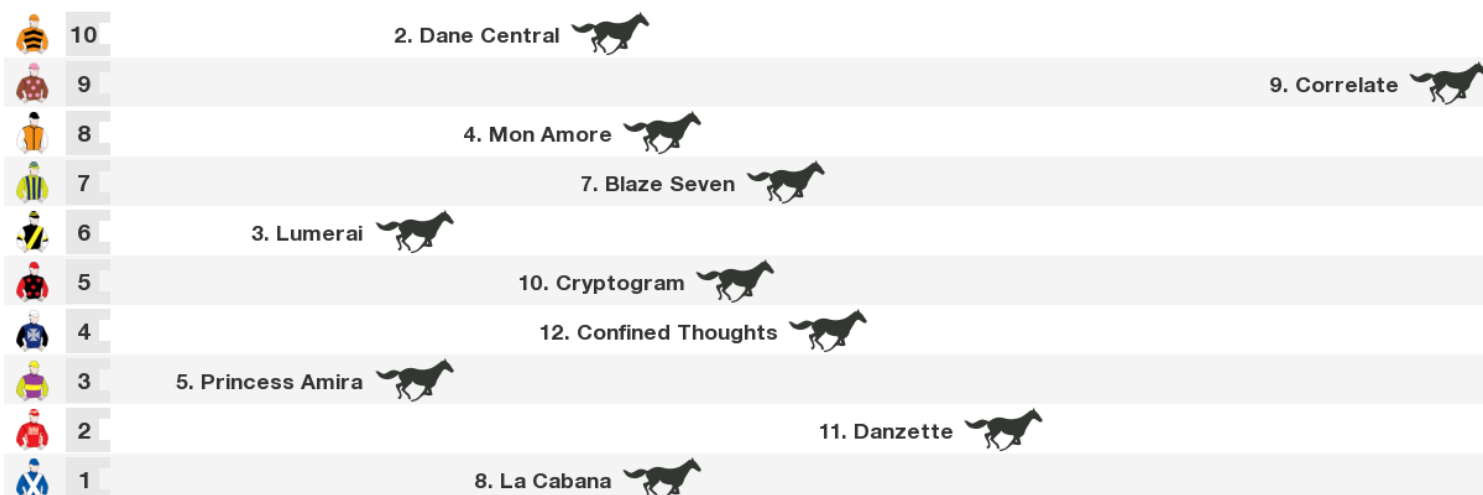 10 2. Dane Central
9 9. Correlate
8 4. Mon Amore
7 7. Blaze Seven
6 3. Lumerai
5 10. Cryptogram
4 12. Confined Thoughts
3 5. Princess Amira
2 11. Danzette
1 8. La Cabana